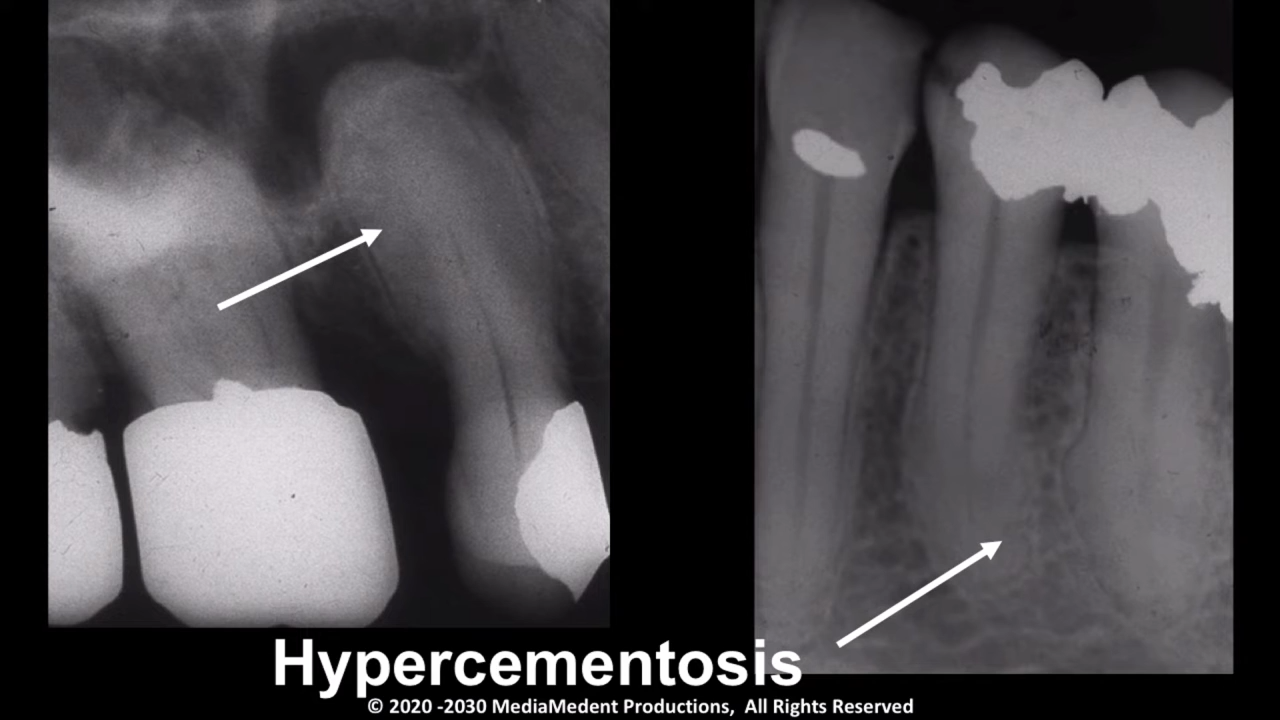 Hypercementosis
© 2020 -2030 MediaMedent Productions,  All Rights Reserved